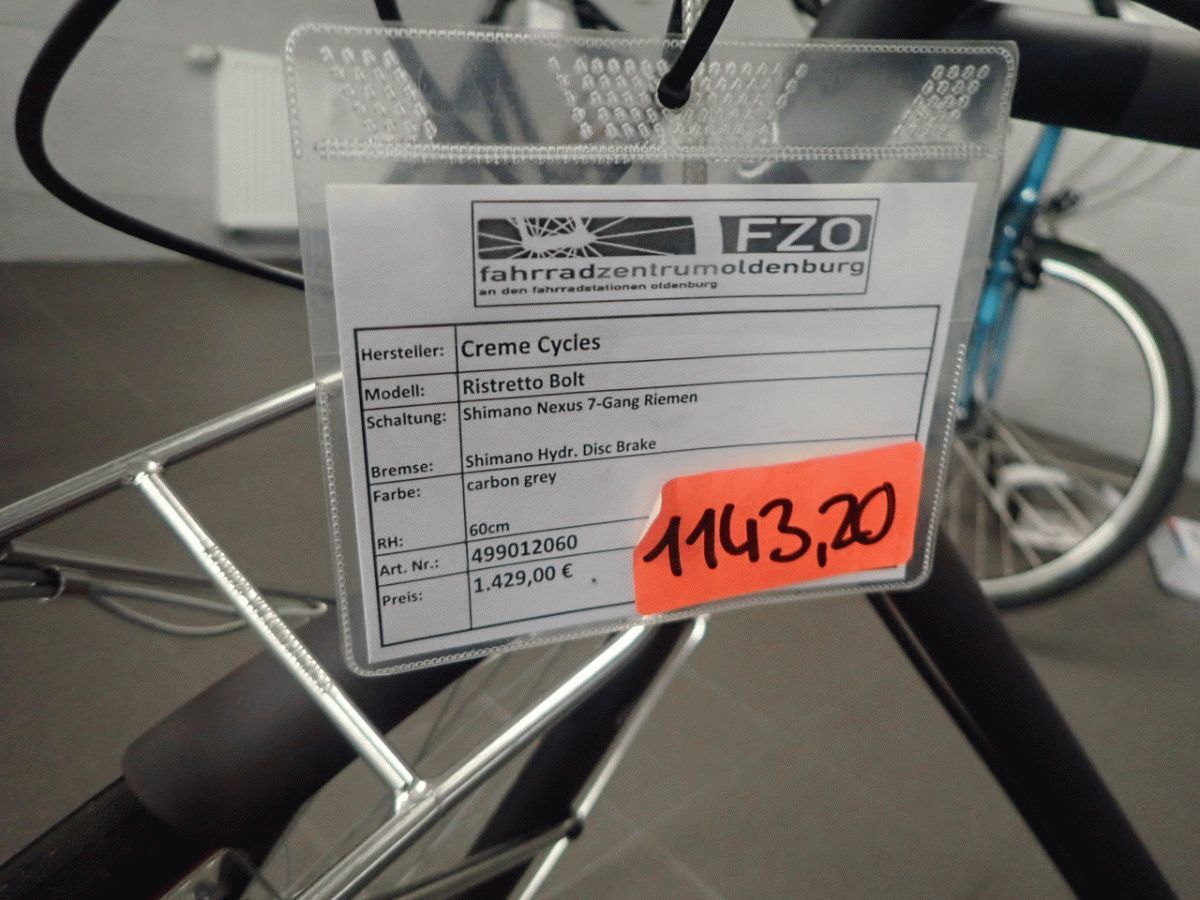 FZO
fahrradzentrumoldenburg
an den fahrradstationen oldenburg
Hersteller: Creme Cycles
Modell: Ristretto Bolt
Schaltung: Shimano Nexus 7-Gang Riemen
Bremse: Shimano Hydr. Disc Brake
Farbe: carbon grey
RH: 60cm
Art. Nr.: 499012060
Preis: 1.429,00 €
1143,20